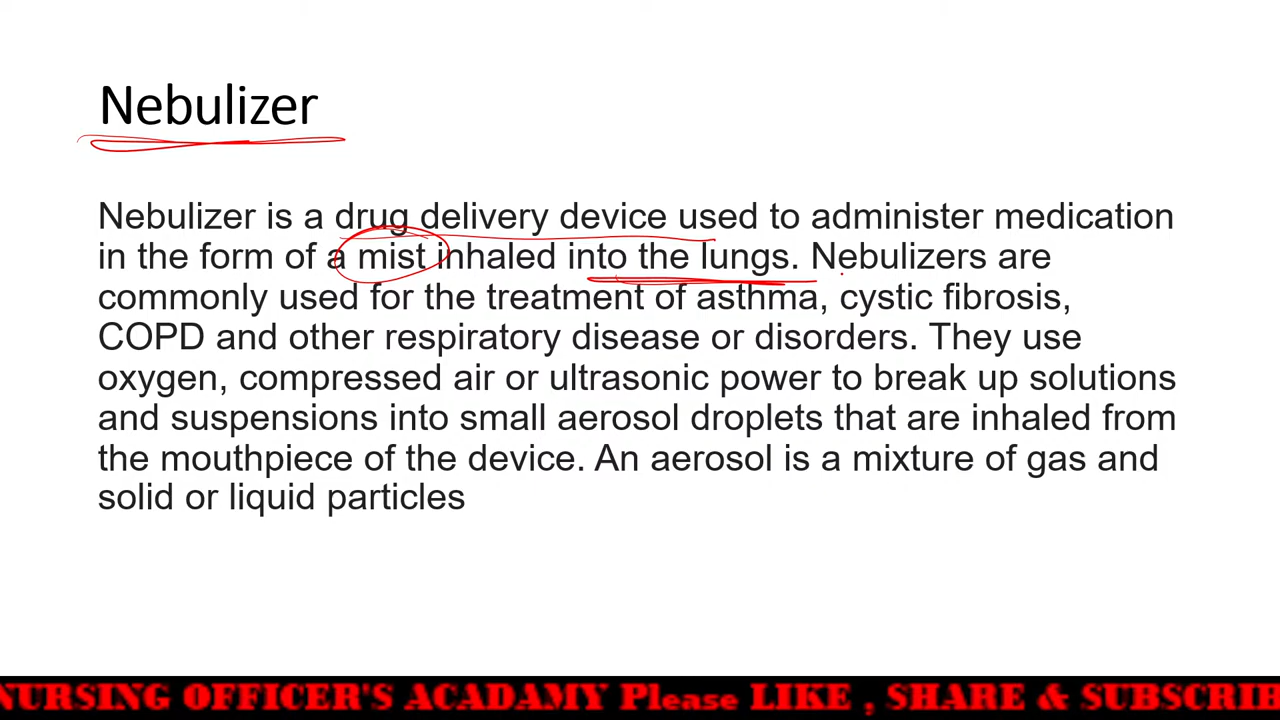 Nebulizer
Nebulizer is a drug delivery device used to administer medication
in the form of a mist inhaled into the lungs. Nebulizers are
commonly used for the treatment of asthma, cystic fibrosis,
COPD and other respiratory disease or disorders. They use
oxygen, compressed air or ultrasonic power to break up solutions
and suspensions into small aerosol droplets that are inhaled from
the mouthpiece of the device. An aerosol is a mixture of gas and
solid or liquid particles
NURSING OFFICER'S ACADAMY Please LIKE , SHARE & SUBSCRIB